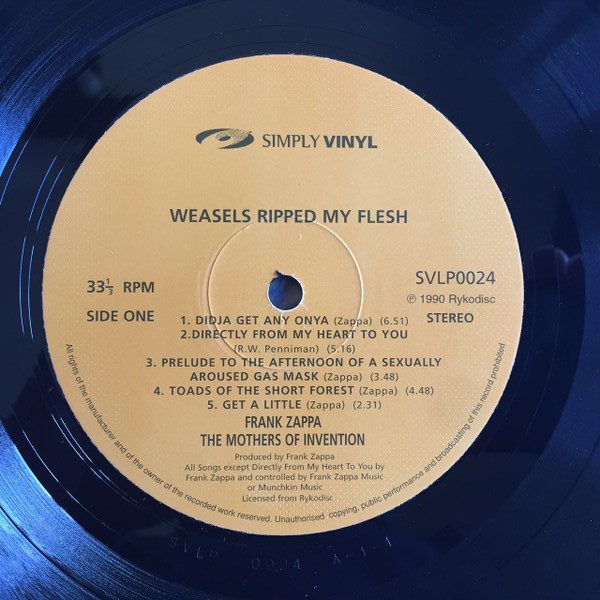 SIMPLY VINYL
WEASELS RIPPED MY FLESH
33⅓ RPM
SVLP0024
℗ 1990 Rykodisc
SIDE ONE
STEREO
1. DIDJA GET ANY ONYA (Zappa) (6.51)
2.DIRECTLY FROM MY HEART TO YOU
(R.W. Penniman) (5.16)
3. PRELUDE TO THE AFTERNOON OF A SEXUALLY
AROUSED GAS MASK (Zappa) (3.48)
4. TOADS OF THE SHORT FOREST (Zappa) (4.48)
5. GET A LITTLE (Zappa) (2.31)
FRANK ZAPPA
THE MOTHERS OF INVENTION
Produced by Frank Zappa
All Songs except Directly From My Heart To You by
Frank Zappa and controlled by Frank Zappa Music
or Munchkin Music
Licensed from Rykodisc.
All rights of the manufacturer and of the owner of the recorded work reserved. Unauthorised copying, public performance and broadcasting of this record prohibited
SVLP 0024 A-1-1